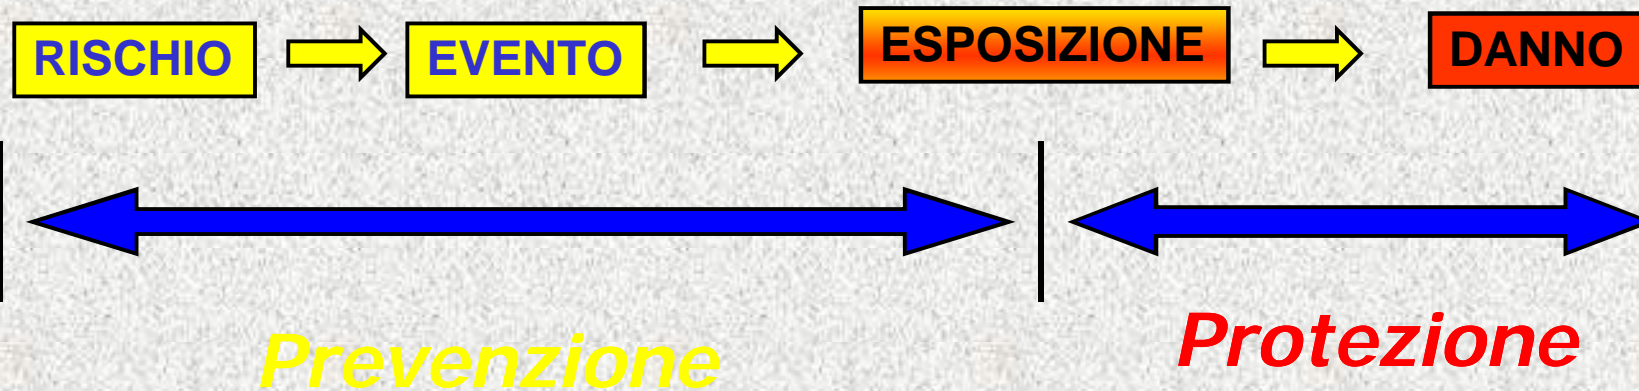 RISCHIO EVENTO ESPOSIZIONE DANNO
Prevenzione Protezione